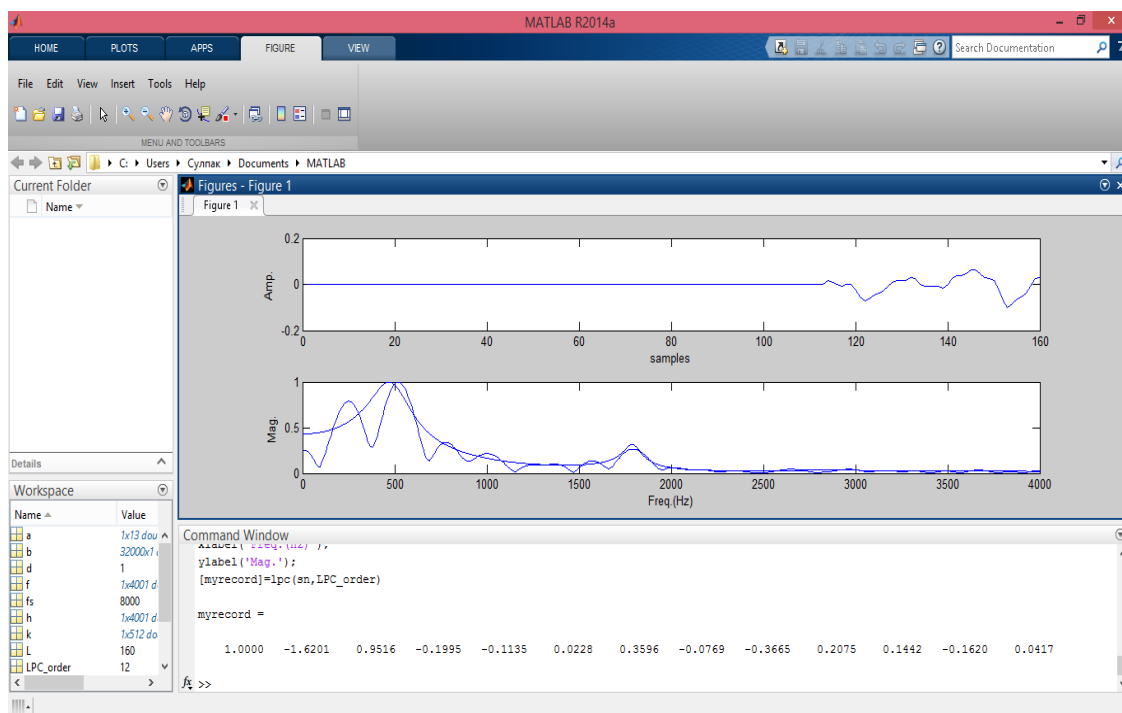 MATLAB R2014a
HOME PLOTS APPS FIGURE VIEW
Search Documentation
File Edit View Insert Tools Help
MENU AND TOOLBARS
C: Users Сулпак Documents MATLAB
Current Folder
Name
Details
Workspace
Name Value
a 1x13 dou
b 32000x1
d 1
f 1x4001 d
fs 8000
h 1x4001 d
k 1x512 do
L 160
LPC_order 12
Figures - Figure 1
Figure 1
0.2
0
-0.2
Amp.
0 20 40 60 80 100 120 140 160
samples
1
0.5
0
Mag.
0 500 1000 1500 2000 2500 3000 3500 4000
Freq.(Hz)
Command Window
xlabel('Freq.(Hz)');
ylabel('Mag.');
[myrecord]=lpc(sn,LPC_order)
myrecord =
1.0000 -1.6201 0.9516 -0.1995 -0.1135 0.0228 0.3596 -0.0769 -0.3665 0.2075 0.1442 -0.1620 0.0417
fx >>